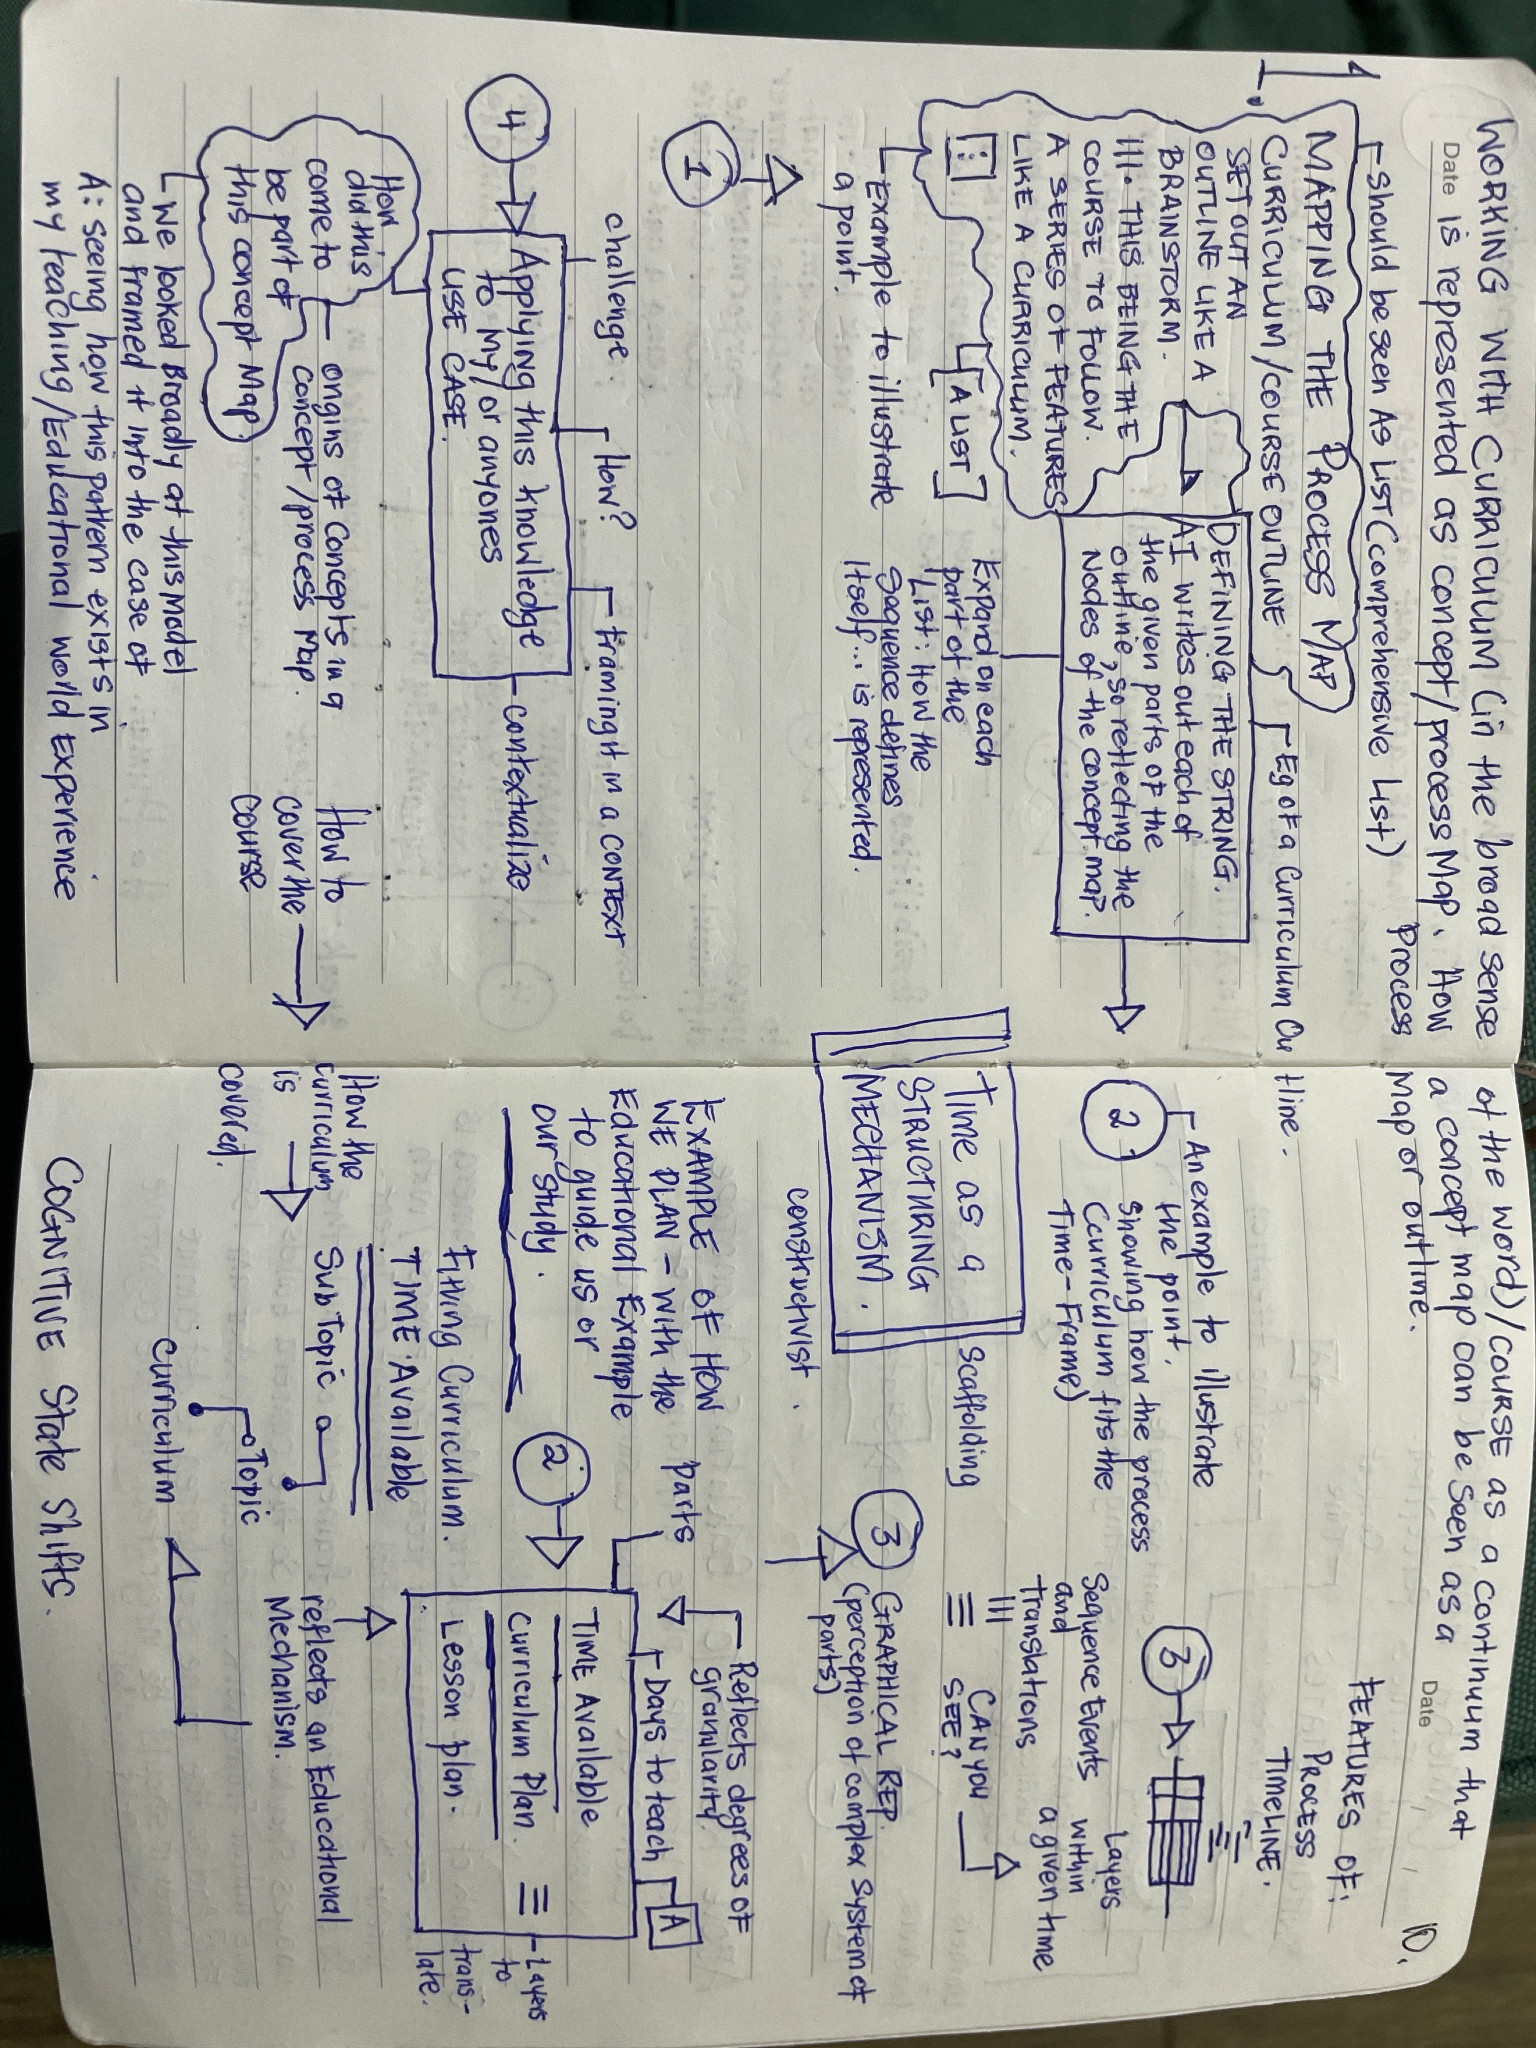 WORKING WITH CURRICULUM (in the broad sense
Date is represented as concept/process Map. How
Should be seen As LIST (comprehensive List) Process
MAPPING THE PROCESS MAP
CURRICULUM/COURSE OUTLINE
Eg of a Curriculum Ou tline.
SET OUT AN
OUTLINE LIKE A
BRAINSTORM.
III. THIS BEING THE
COURSE TO FOLLOW.
A SERIES OF FEATURES
LIKE A CURRICULUM.
[A LIST]
DEFINING THE STRING.
AI writes out each of
the given parts of the
outline, so reflecting the
Nodes of the concept map.
Example to illustrate
a point.
Expand on each
part of the
List: How the
Sequence defines
Itself... is represented.
1
challenge.
How?
Framing it in a CONTEXT
4
Applying this knowledge
to My/or anyones
USE CASE.
contextualize
How
did this
come to
be part of
this concept Map.
origins of Concepts in a
concept/process Map.
How to
cover the
course
We looked Broadly at this Model
and framed it into the case of
A: seeing how this pattern exists in
my teaching/Educational world Experience
of the word)/COURSE as a continuum that
a concept map can be seen as a
Map or outline.
Date
10.
FEATURES OF:
PROCESS
TIMELINE.
2
An example to illustrate
the point.
Showing how the process
Curriculum fits the
Time-Frame)
3
Sequence Events
and
translations
Layers
within
a given time
CAN YOU
SEE?
Time as a
STRUCTURING
MECHANISM.
Scaffolding
constructivist.
3
GRAPHICAL REP.
(perception of complex System of
parts)
EXAMPLE OF HOW
WE PLAN - with the parts
Educational Example
to guide us or
our study.
Reflects degrees of
granularity.
Days to teach
A
2
TIME Available
Curriculum Plan.
Lesson plan.
Layers
to
trans-
late.
Fitting Curriculum.
TIME Available
How the
curriculum
is
covered.
Sub Topic
Topic
Curriculum
reflects an Educational
Mechanism.
COGNITIVE State Shifts.